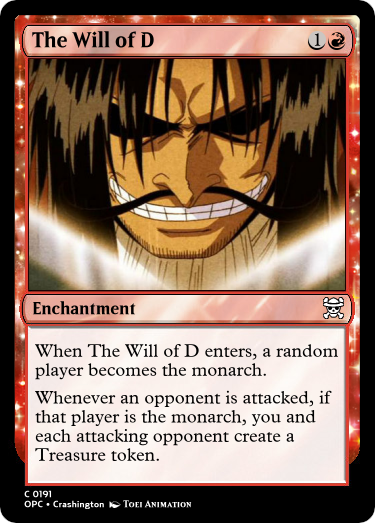 The Will of D 1
Enchantment
When The Will of D enters, a random
player becomes the monarch.
Whenever an opponent is attacked, if
that player is the monarch, you and
each attacking opponent create a
Treasure token.
C 0191
OPC • Crashington TOEI ANIMATION